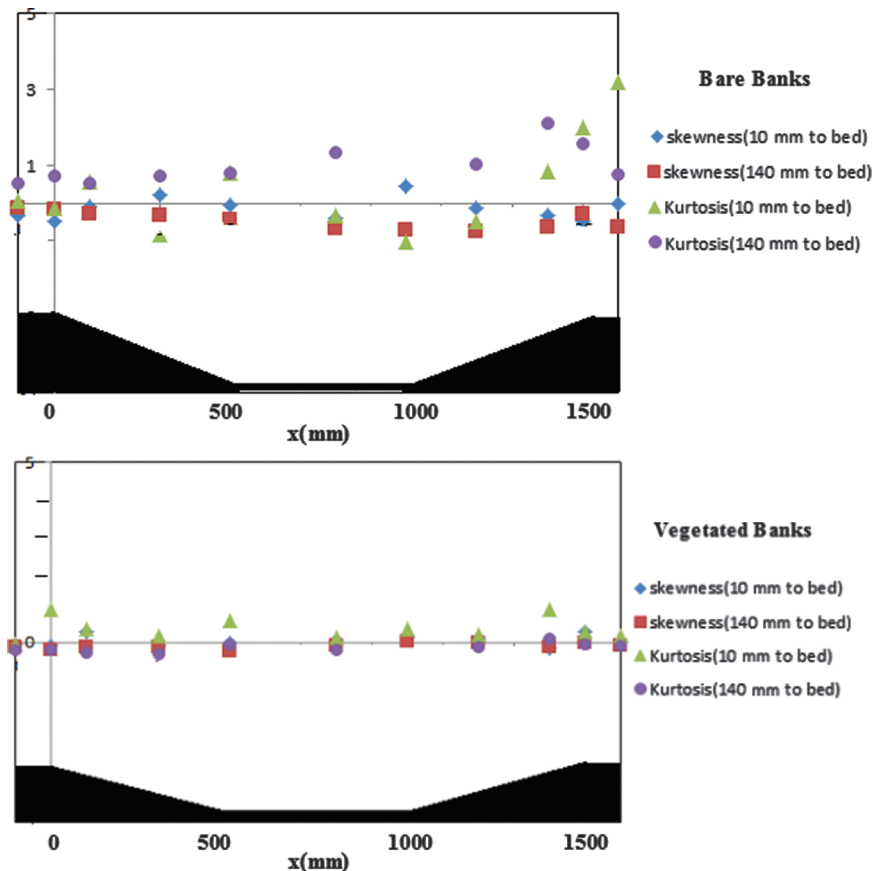 5
3
1
Bare Banks
skewness(10 mm to bed)
skewness(140 mm to bed)
Kurtosis(10 mm to bed)
Kurtosis(140 mm to bed)
0 500 1000 1500
x(mm)
5
0
Vegetated Banks
skewness(10 mm to bed)
skewness(140 mm to bed)
Kurtosis(10 mm to bed)
Kurtosis(140 mm to bed)
0 500 1000 1500
x(mm)